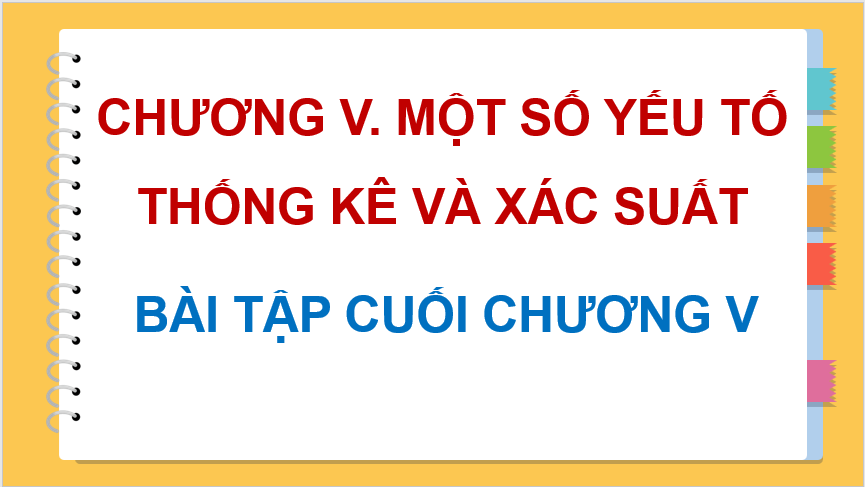 CHƯƠNG V. MỘT SỐ YẾU TỐ
THỐNG KÊ VÀ XÁC SUẤT
BÀI TẬP CUỐI CHƯƠNG V